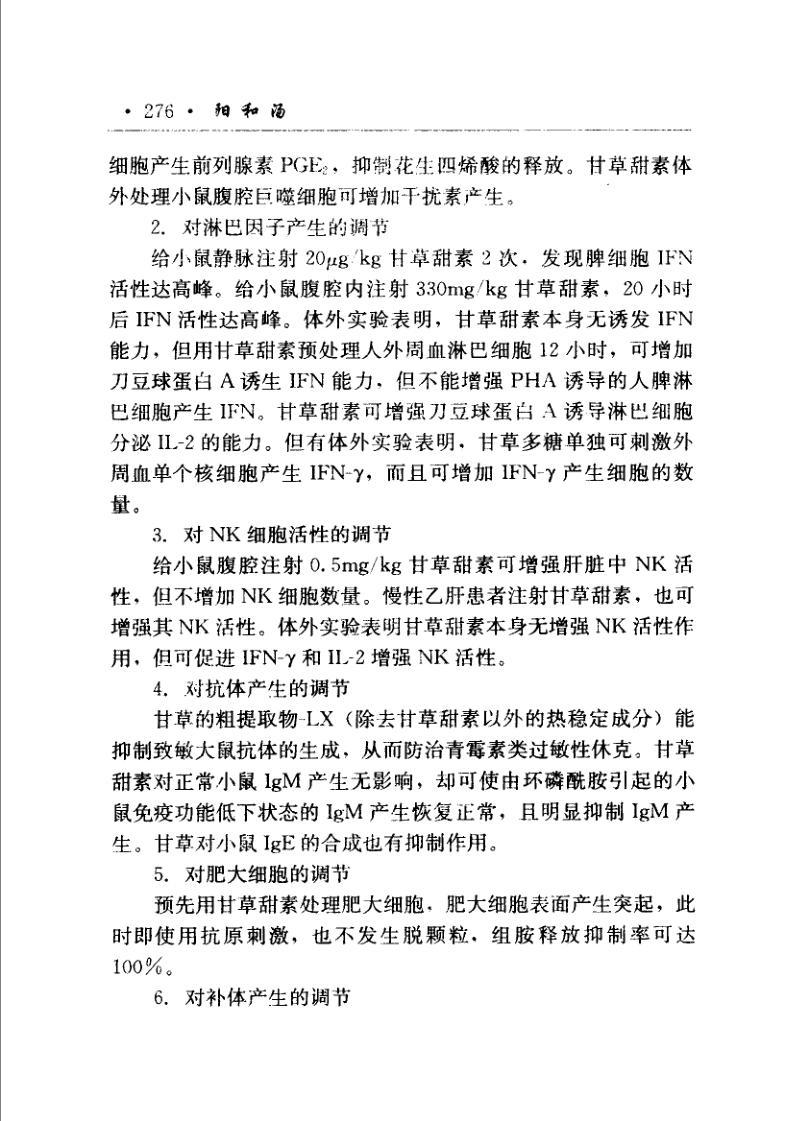 · 276 · 阳和汤
细胞产生前列腺素 PGE₂，抑制花生四烯酸的释放。甘草甜素体
外处理小鼠腹腔巨噬细胞可增加干扰素产生。
2. 对淋巴因子产生的调节
给小鼠静脉注射 20μg/kg 甘草甜素 2 次，发现脾细胞 IFN
活性达高峰。给小鼠腹腔内注射 330mg/kg 甘草甜素，20 小时
后 IFN 活性达高峰。体外实验表明，甘草甜素本身无诱发 IFN
能力，但用甘草甜素预处理人外周血淋巴细胞 12 小时，可增加
刀豆球蛋白 A 诱生 IFN 能力，但不能增强 PHA 诱导的人脾淋
巴细胞产生 IFN。甘草甜素可增强刀豆球蛋白 A 诱导淋巴细胞
分泌 IL-2 的能力。但有体外实验表明，甘草多糖单独可刺激外
周血单个核细胞产生 IFN-γ，而且可增加 IFN-γ 产生细胞的数
量。
3. 对 NK 细胞活性的调节
给小鼠腹腔注射 0.5mg/kg 甘草甜素可增强肝脏中 NK 活
性，但不增加 NK 细胞数量。慢性乙肝患者注射甘草甜素，也可
增强其 NK 活性。体外实验表明甘草甜素本身无增强 NK 活性作
用，但可促进 IFN-γ 和 IL-2 增强 NK 活性。
4. 对抗体产生的调节
甘草的粗提取物-LX（除去甘草甜素以外的热稳定成分）能
抑制致敏大鼠抗体的生成，从而防治青霉素类过敏性休克。甘草
甜素对正常小鼠 IgM 产生无影响，却可使由环磷酰胺引起的小
鼠免疫功能低下状态的 IgM 产生恢复正常，且明显抑制 IgM 产
生。甘草对小鼠 IgE 的合成也有抑制作用。
5. 对肥大细胞的调节
预先用甘草甜素处理肥大细胞，肥大细胞表面产生突起，此
时即使用抗原刺激，也不发生脱颗粒，组胺释放抑制率可达
100%。
6. 对补体产生的调节